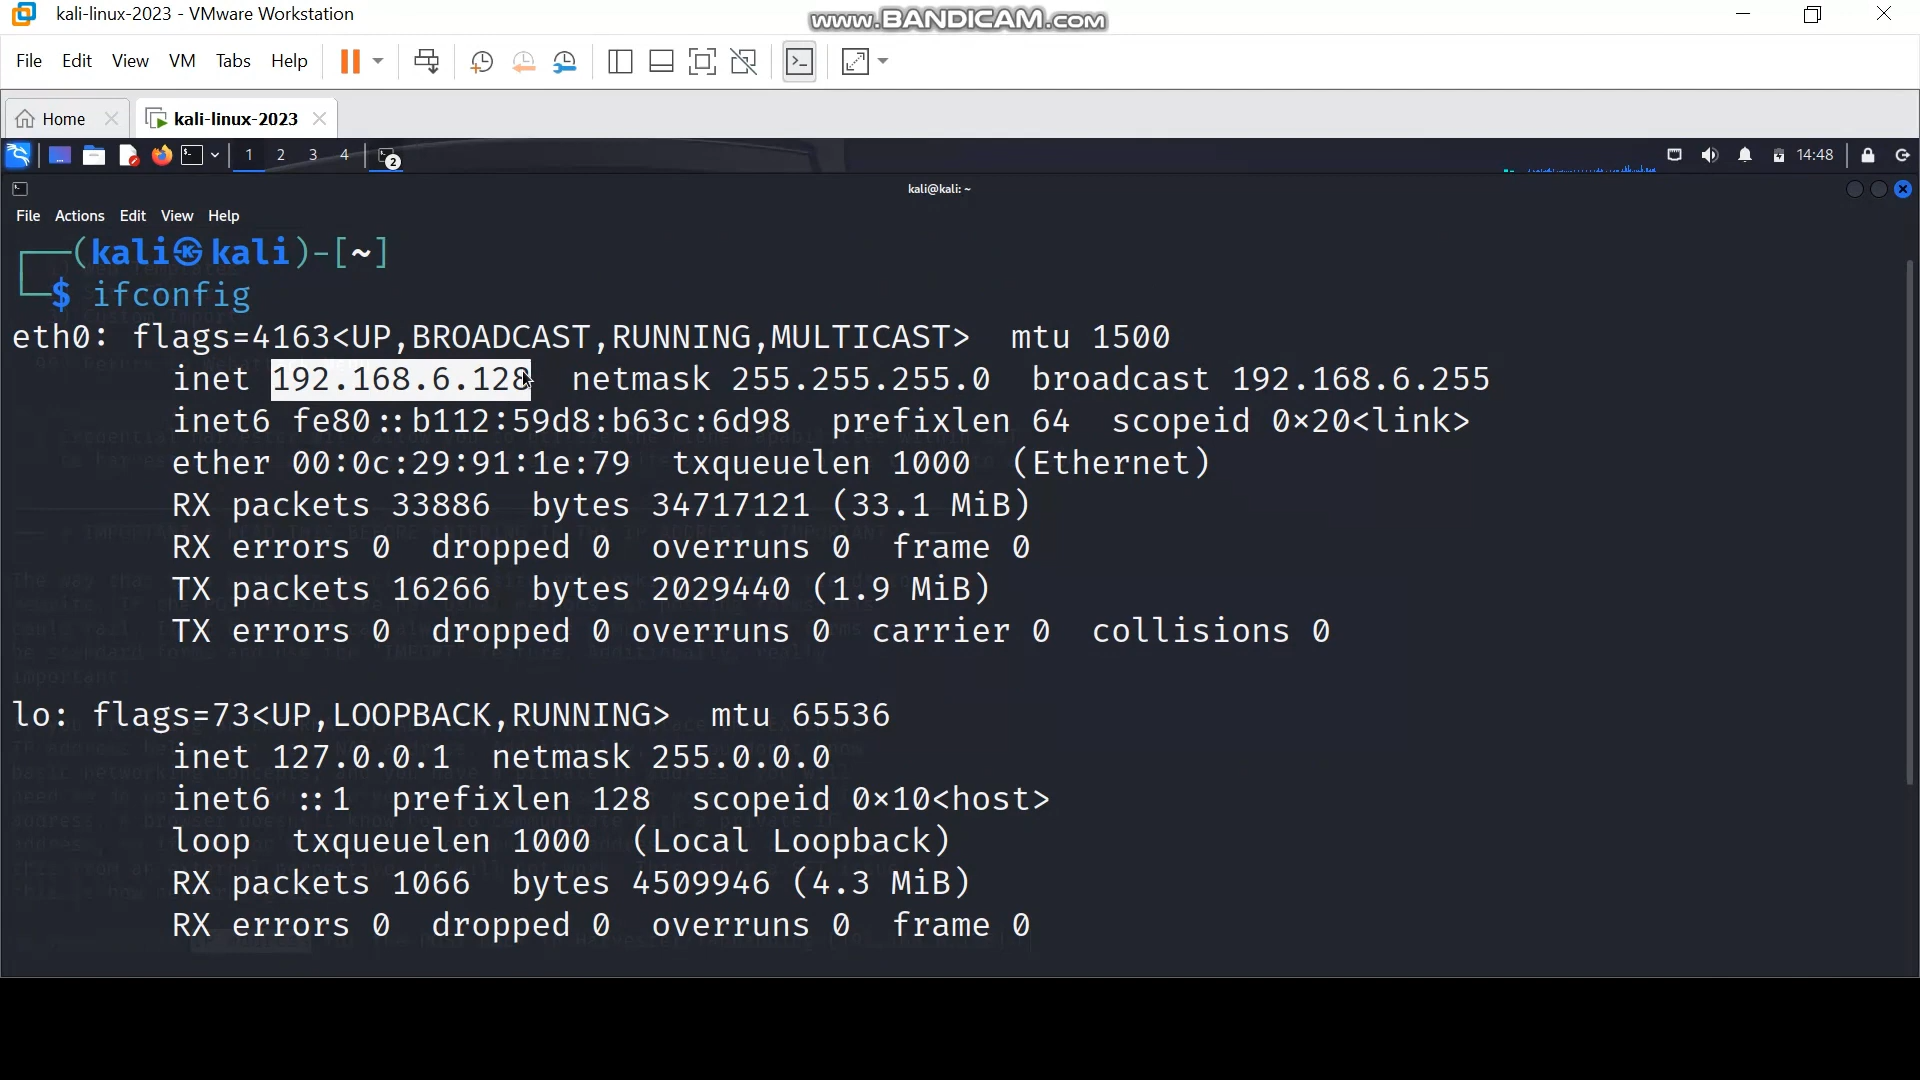 kali-linux-2023 - VMware Workstation
www.BANDICAM.com
File Edit View VM Tabs Help
Home kali-linux-2023
1 2 3 4 2 14:48
kali@kali: ~
File Actions Edit View Help
(kali㉿kali)-[~]
$ ifconfig
eth0: flags=4163<UP,BROADCAST,RUNNING,MULTICAST> mtu 1500
inet 192.168.6.128 netmask 255.255.255.0 broadcast 192.168.6.255
inet6 fe80::b112:59d8:b63c:6d98 prefixlen 64 scopeid 0×20<link>
ether 00:0c:29:91:1e:79 txqueuelen 1000 (Ethernet)
RX packets 33886 bytes 34717121 (33.1 MiB)
RX errors 0 dropped 0 overruns 0 frame 0
TX packets 16266 bytes 2029440 (1.9 MiB)
TX errors 0 dropped 0 overruns 0 carrier 0 collisions 0
lo: flags=73<UP,LOOPBACK,RUNNING> mtu 65536
inet 127.0.0.1 netmask 255.0.0.0
inet6 ::1 prefixlen 128 scopeid 0×10<host>
loop txqueuelen 1000 (Local Loopback)
RX packets 1066 bytes 4509946 (4.3 MiB)
RX errors 0 dropped 0 overruns 0 frame 0